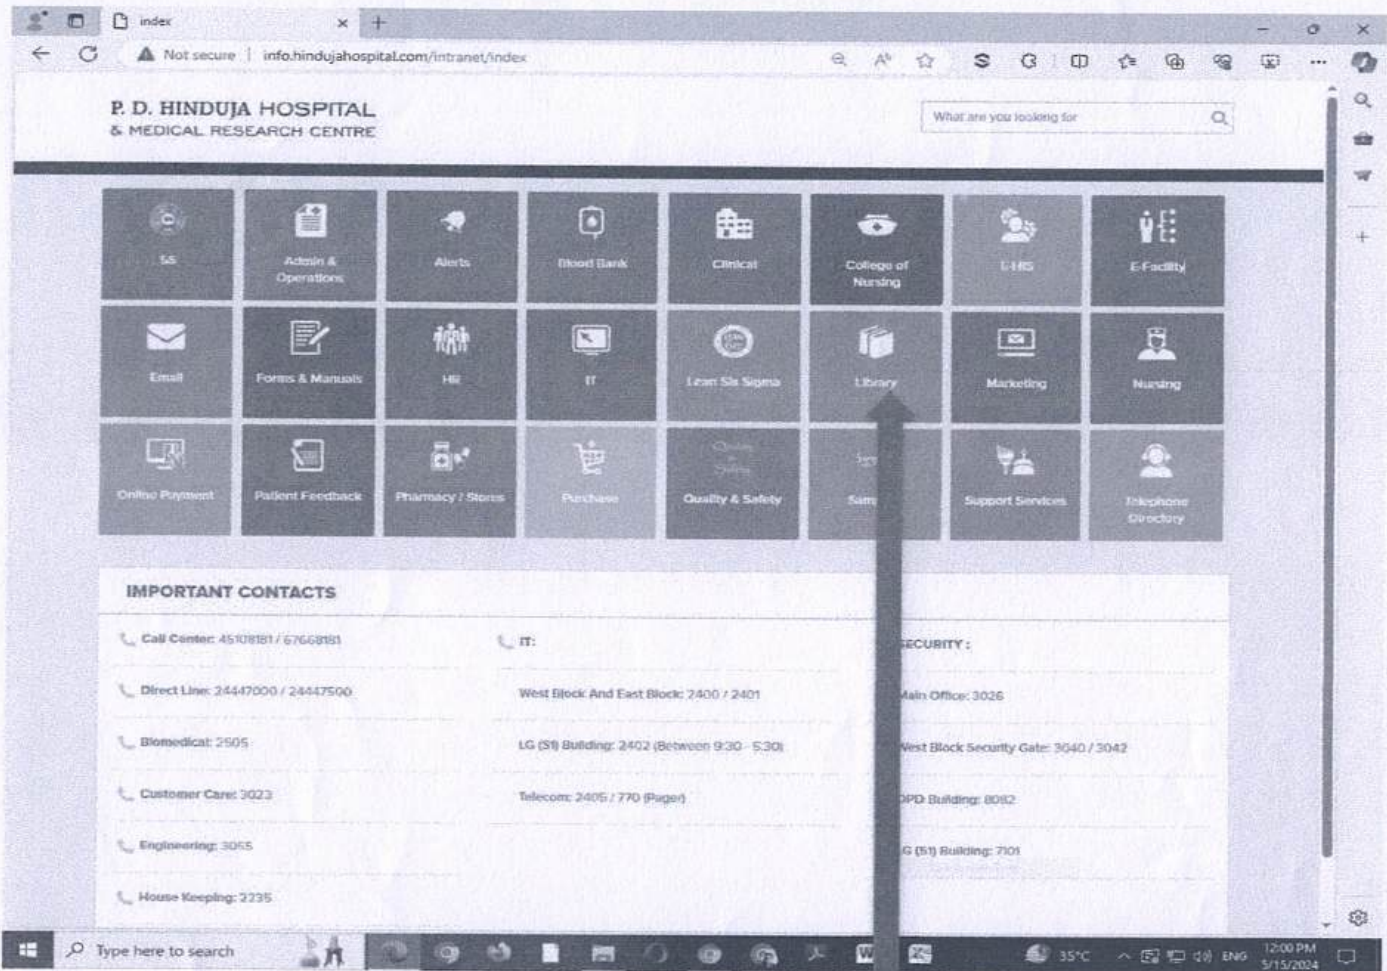 index
Not secure | info.hindujahospital.com/intranet/index
P. D. HINDUJA HOSPITAL
& MEDICAL RESEARCH CENTRE
What are you looking for
5S
Admin &
Operations
Alerts
Blood Bank
Clinical
College of
Nursing
E-HIS
E-Facility
Email
Forms & Manuals
HR
IT
Lean Six Sigma
Library
Marketing
Nursing
Online Payment
Patient Feedback
Pharmacy / Stores
Purchase
Quality & Safety
Sam
Support Services
Telephone
Directory
IMPORTANT CONTACTS
Call Center: 45108181 / 67668181
IT:
ECURITY :
Direct Line: 24447000 / 24447500
West Block And East Block: 2400 / 2401
Main Office: 3026
Biomedical: 2505
LG (S1) Building: 2402 (Between 9:30 - 5:30)
West Block Security Gate: 3040 / 3042
Customer Care: 3023
Telecom: 2405 / 770 (Pager)
OPD Building: 8082
Engineering: 3055
G (S1) Building: 7101
House Keeping: 2235
Type here to search
35°C
ENG
12:00 PM
5/15/2024